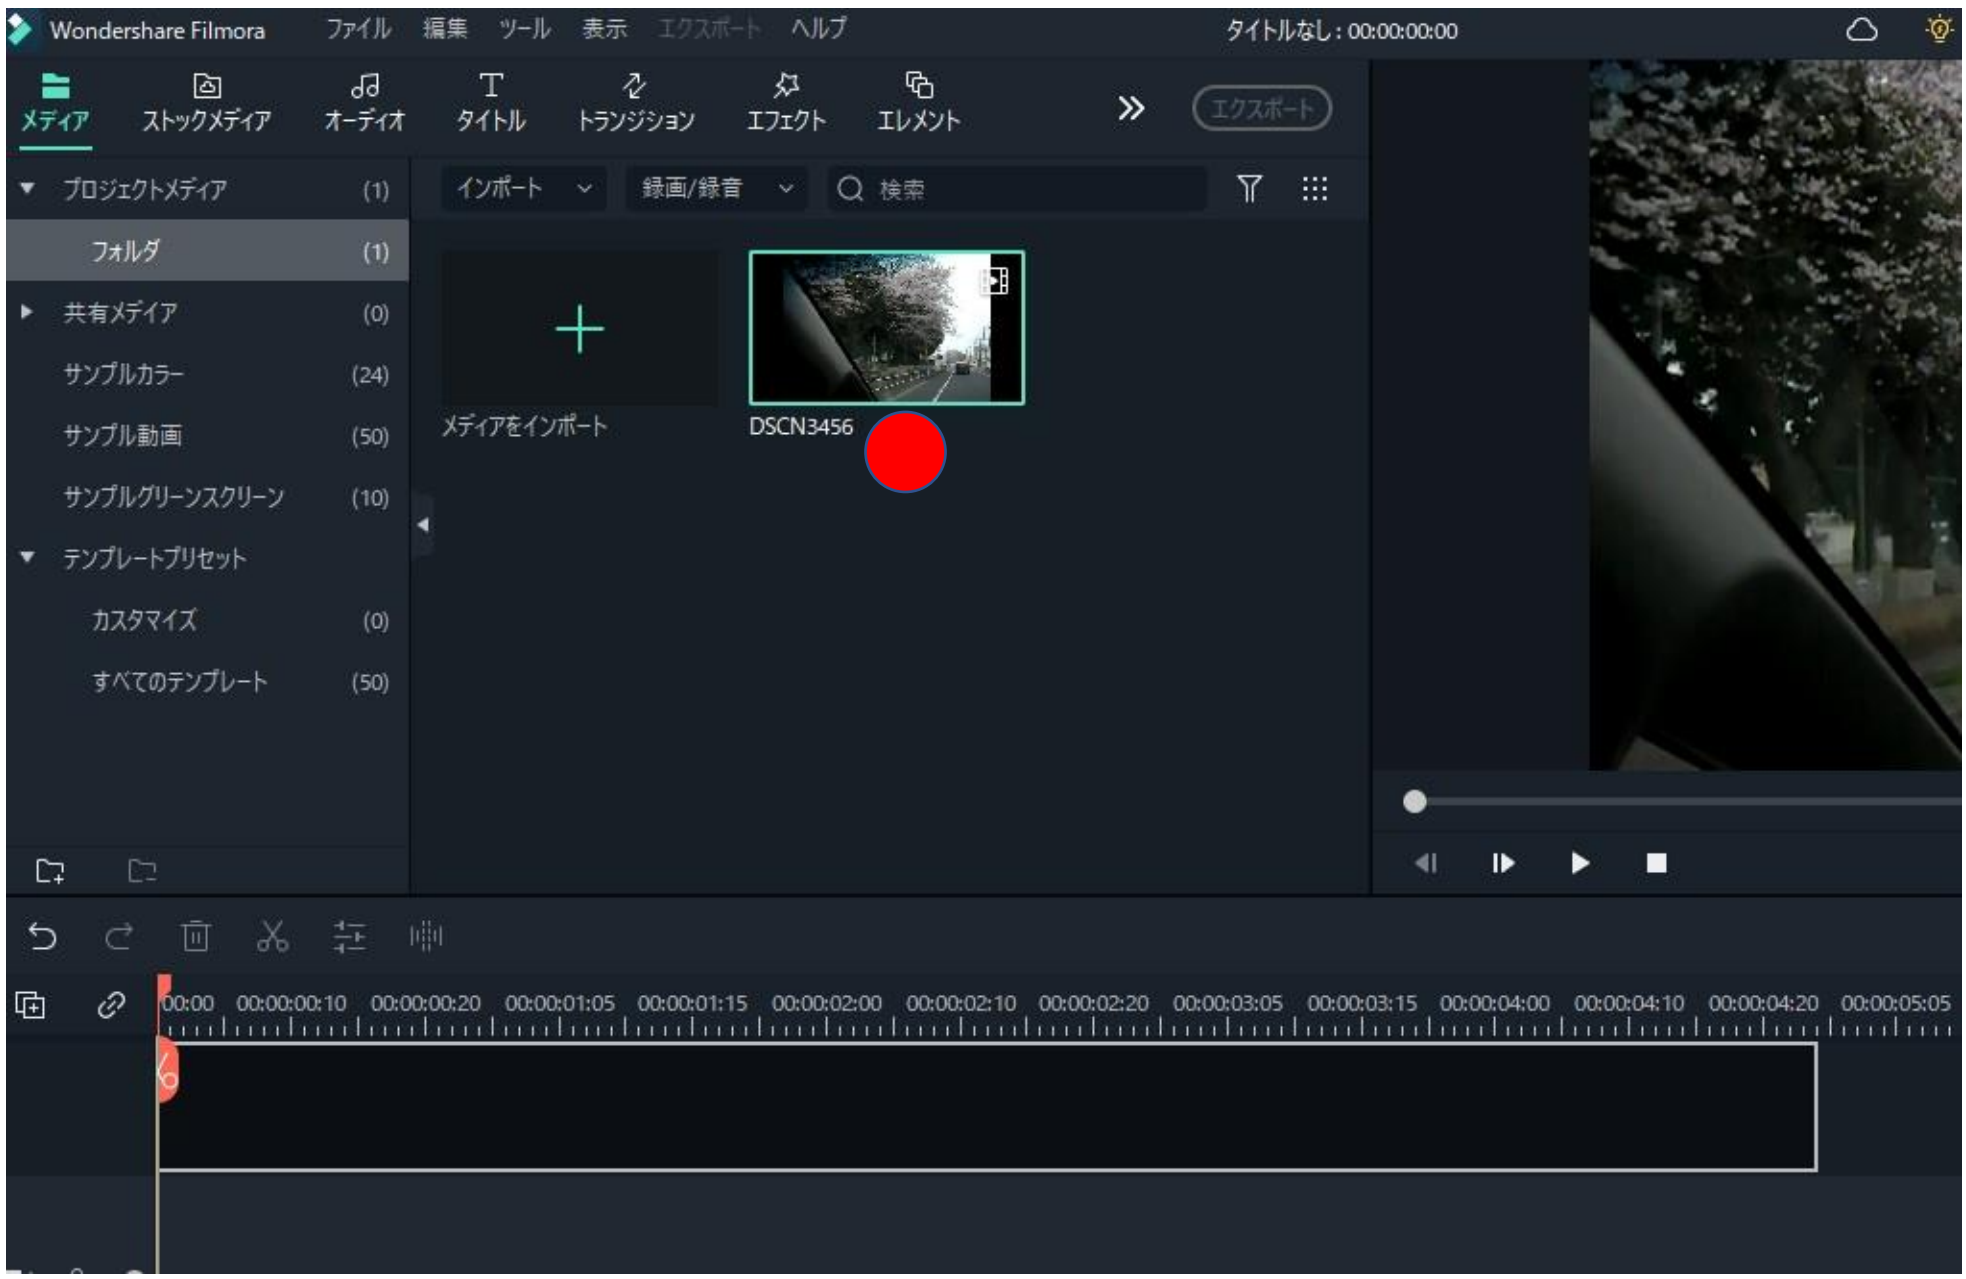 Wondershare Filmora ファイル 編集 ツール 表示 エクスポート ヘルプ タイトルなし : 00:00:00:00
メディア ストックメディア オーディオ タイトル トランジション エフェクト エレメント エクスポート
プロジェクトメディア (1) インポート 録画/録音 検索
フォルダ (1)
共有メディア (0)
サンプルカラー (24)
サンプル動画 (50) メディアをインポート DSCN3456
サンプルグリーンスクリーン (10)
テンプレートプリセット
カスタマイズ (0)
すべてのテンプレート (50)
00:00 00:00:00:10 00:00:00:20 00:00:01:05 00:00:01:15 00:00:02:00 00:00:02:10 00:00:02:20 00:00:03:05 00:00:03:15 00:00:04:00 00:00:04:10 00:00:04:20 00:00:05:05